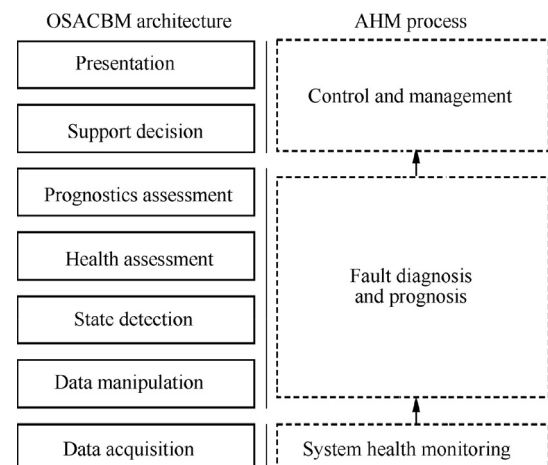 OSACBM architecture
AHM process
Presentation
Support decision
Control and management
Prognostics assessment
Health assessment
State detection
Data manipulation
Fault diagnosis
and prognosis
Data acquisition
System health monitoring